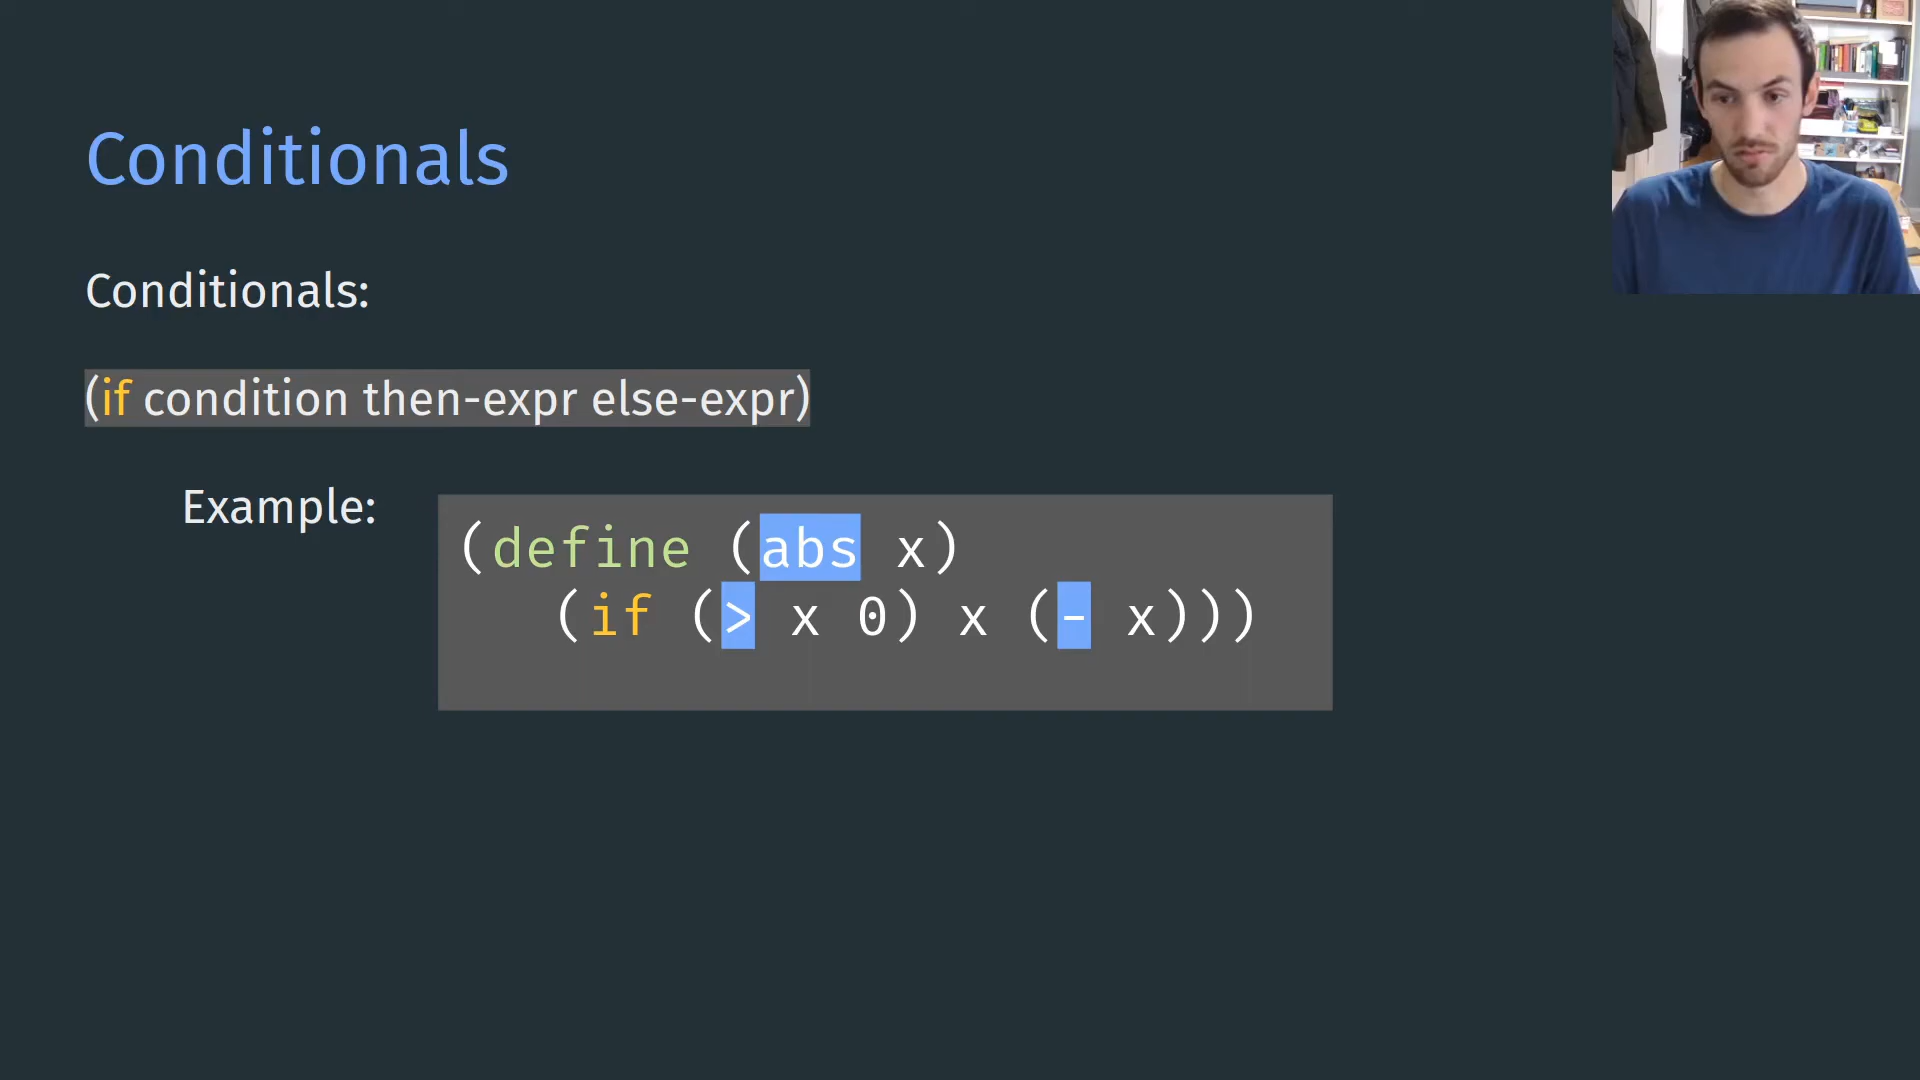 Conditionals
Conditionals:
(if condition then-expr else-expr)
Example:
(define (abs x)
(if (> x 0) x (- x)))